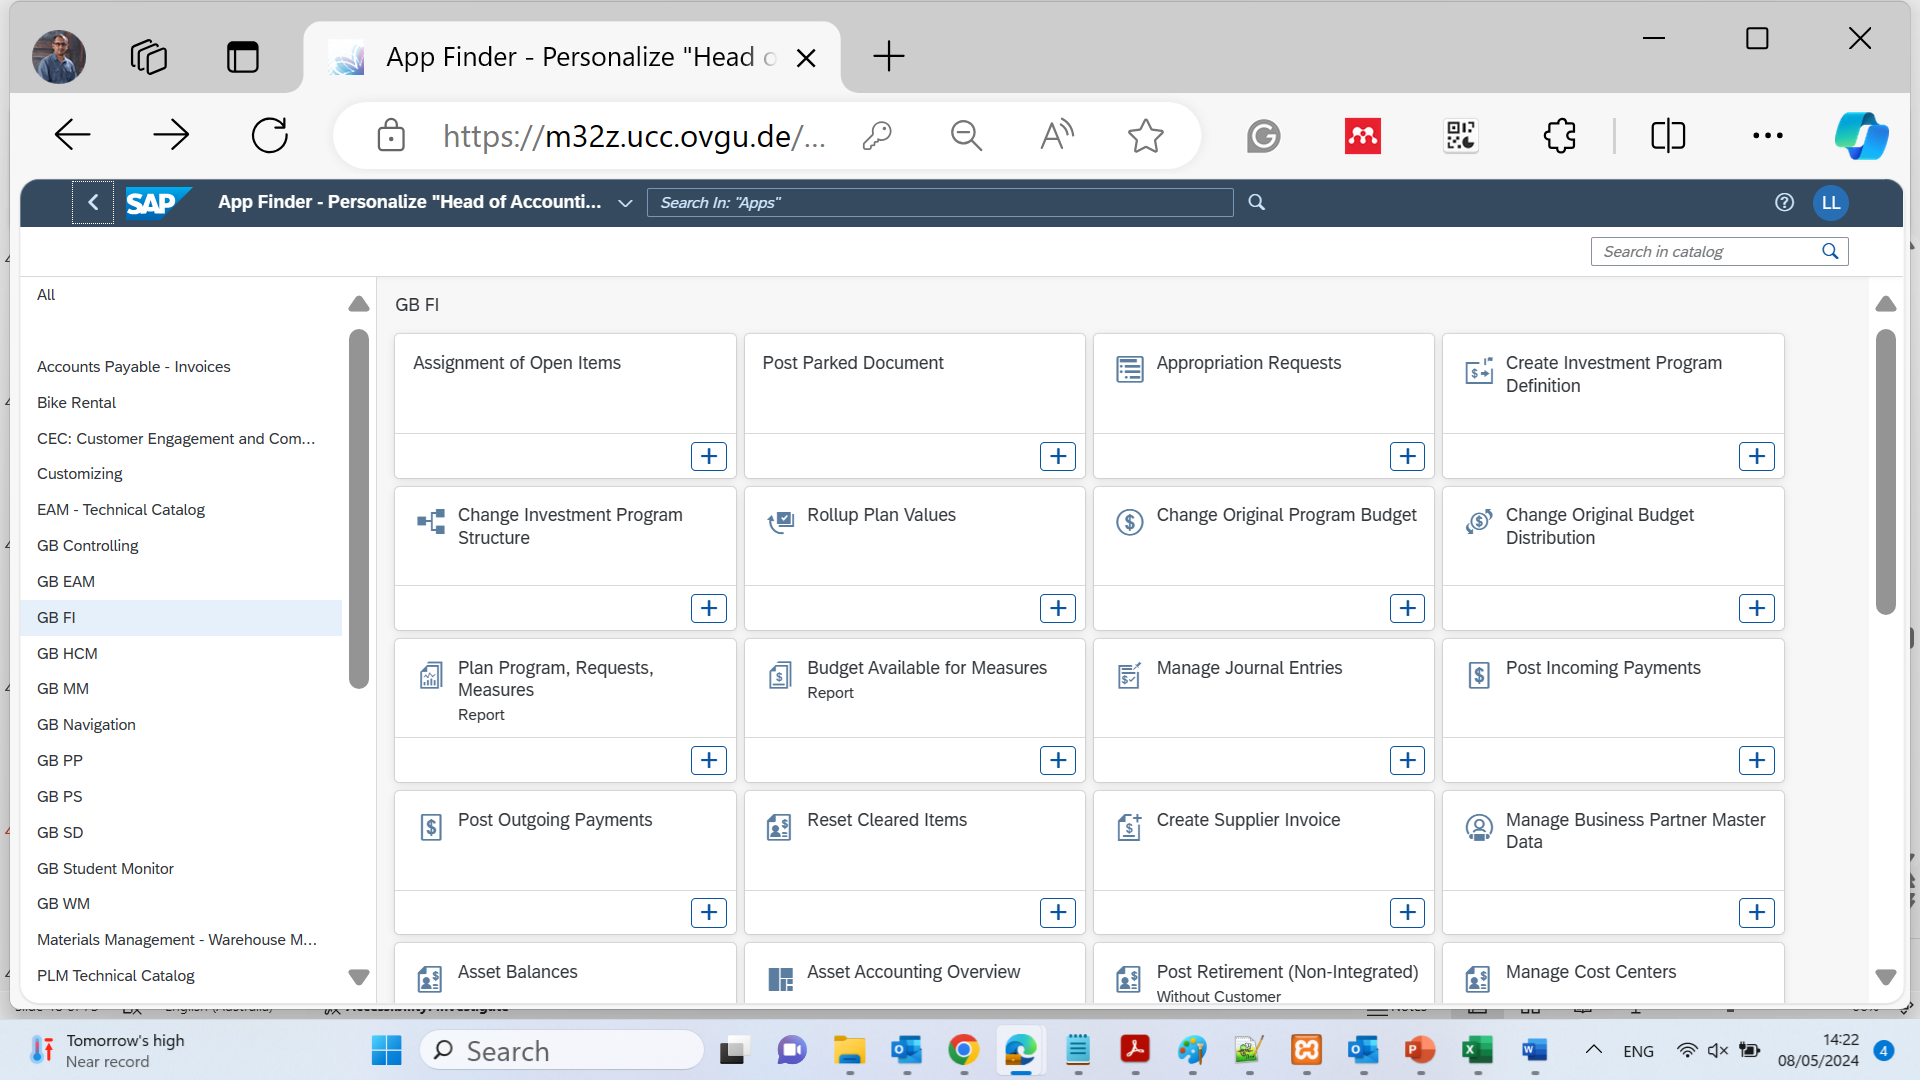 App Finder - Personalize "Head o
https://m32z.ucc.ovgu.de/...
SAP
App Finder - Personalize "Head of Accounti...
Search In: "Apps"
LL
Search in catalog
All
Accounts Payable - Invoices
Bike Rental
CEC: Customer Engagement and Com...
Customizing
EAM - Technical Catalog
GB Controlling
GB EAM
GB FI
GB HCM
GB MM
GB Navigation
GB PP
GB PS
GB SD
GB Student Monitor
GB WM
Materials Management - Warehouse M...
PLM Technical Catalog
GB FI
Assignment of Open Items
Post Parked Document
Appropriation Requests
Create Investment Program
Definition
Change Investment Program
Structure
Rollup Plan Values
Change Original Program Budget
Change Original Budget
Distribution
Plan Program, Requests,
Measures
Report
Budget Available for Measures
Report
Manage Journal Entries
Post Incoming Payments
Post Outgoing Payments
Reset Cleared Items
Create Supplier Invoice
Manage Business Partner Master
Data
Asset Balances
Asset Accounting Overview
Post Retirement (Non-Integrated)
Without Customer
Manage Cost Centers
Tomorrow's high
Near record
Search
ENG
14:22
08/05/2024
4